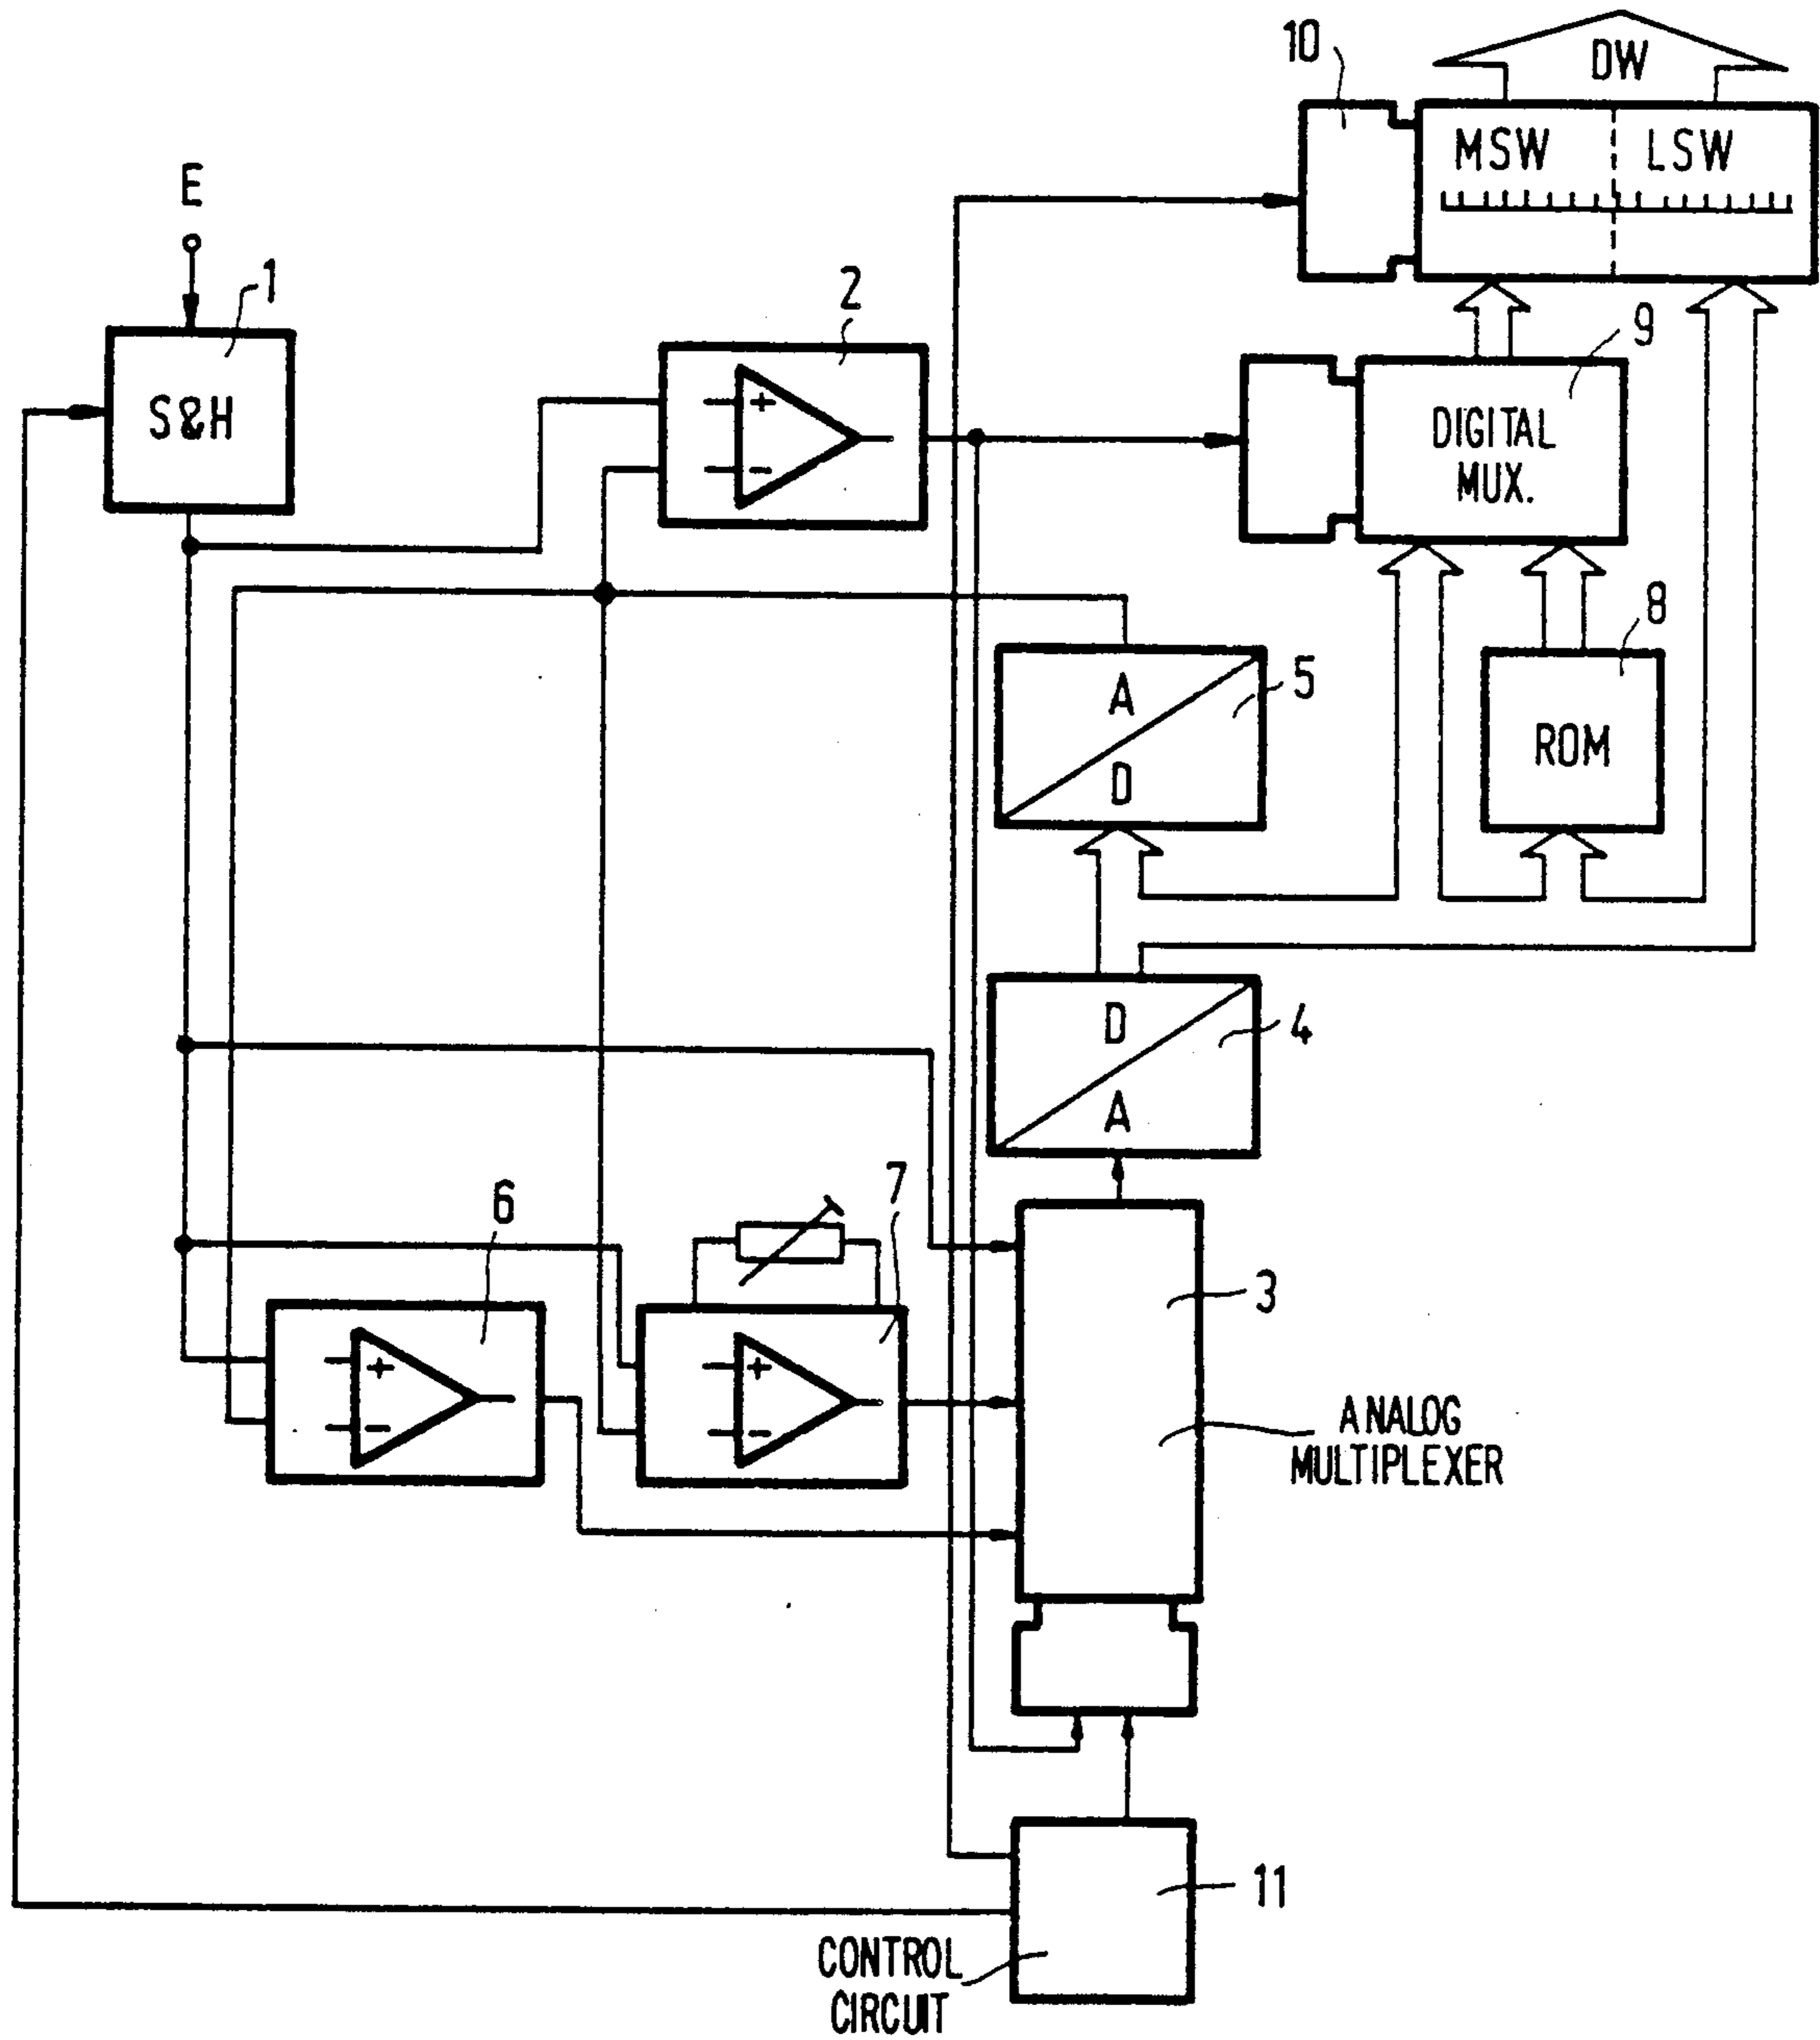 10
DW
MSW
LSW
E
1
2
9
S&H
+
-
DIGITAL
MUX.
8
A
5
D
ROM
D
4
A
6
7
3
+
-
+
-
ANALOG
MULTIPLEXER
11
CONTROL
CIRCUIT